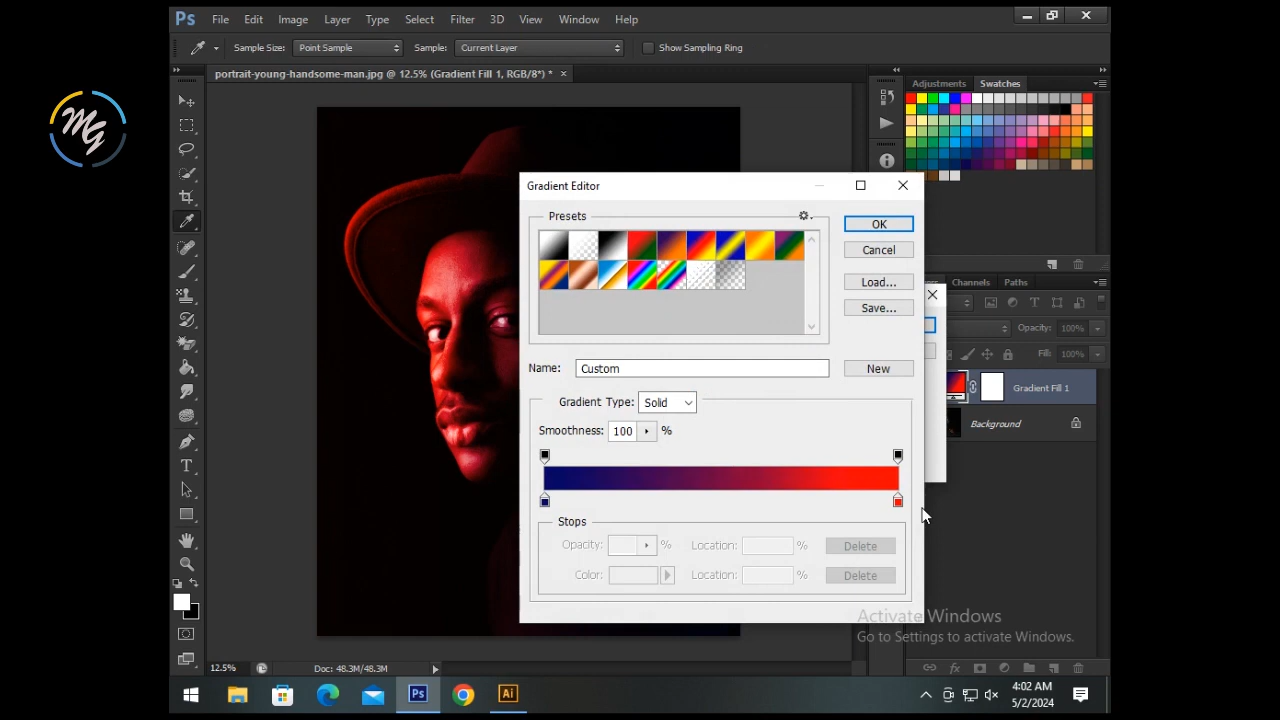 MG
Ps File Edit Image Layer Type Select Filter 3D View Window Help
Sample Size: Point Sample Sample: Current Layer Show Sampling Ring
portrait-young-handsome-man.jpg @ 12.5% (Gradient Fill 1, RGB/8*) * ×
Adjustments Swatches
Gradient Editor
Presets
OK
Cancel
Load...
Save...
Name: Custom New
Gradient Type: Solid
Smoothness: 100 %
Stops
Opacity: % Location: % Delete
Color: Location: % Delete
Channels Paths
Opacity: 100%
Fill: 100%
Gradient Fill 1
Background
Activate Windows
Go to Settings to activate Windows.
12.5% Doc: 48.3M/48.3M
Ps Ai
4:02 AM
5/2/2024